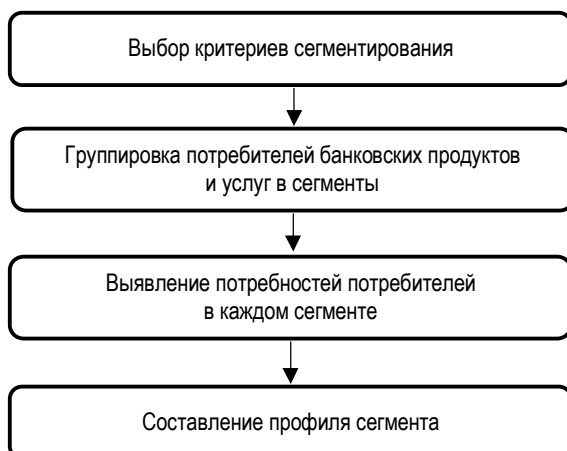 Выбор критериев сегментирования
Группировка потребителей банковских продуктов
и услуг в сегменты
Выявление потребностей потребителей
в каждом сегменте
Составление профиля сегмента